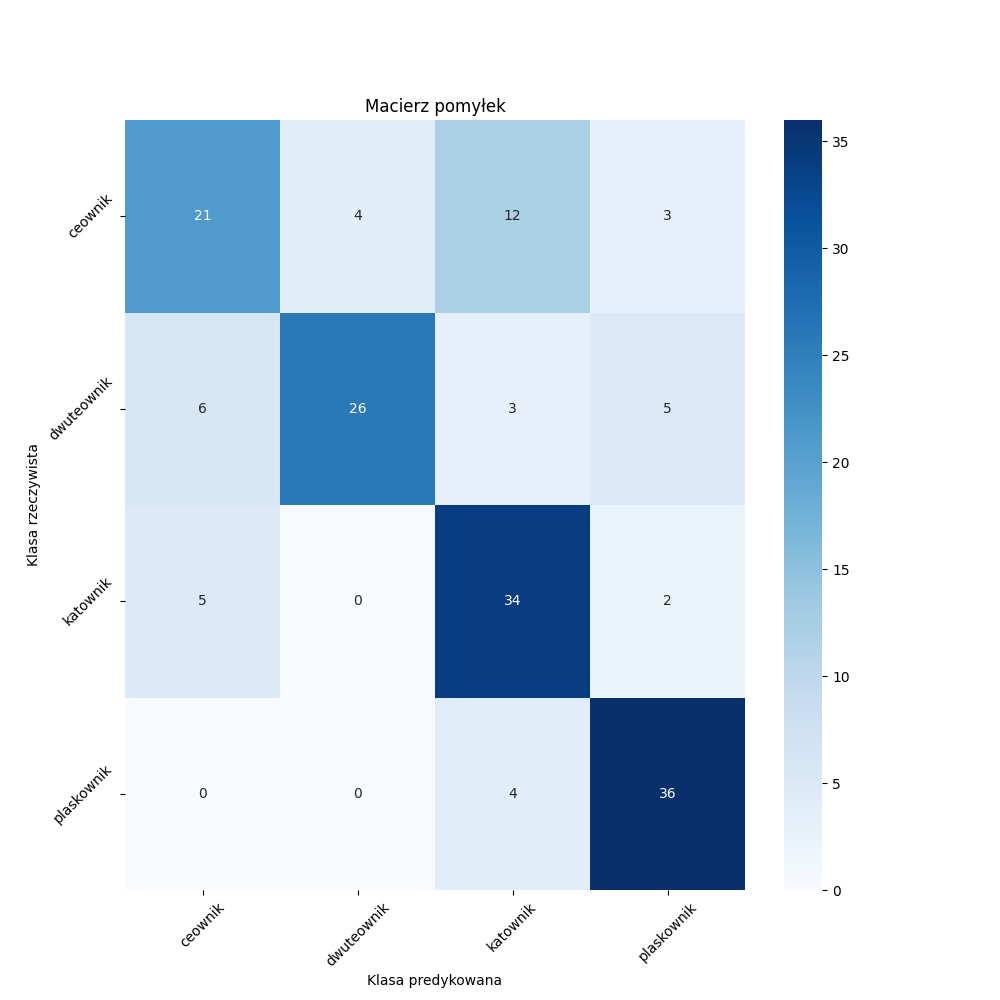 Macierz pomyłek
Klasa rzeczywista
ceownik
21 4 12 3
dwuteownik
6 26 3 5
katownik
5 0 34 2
plaskownik
0 0 4 36
ceownik dwuteownik katownik plaskownik
Klasa predykowana
35
30
25
20
15
10
5
0